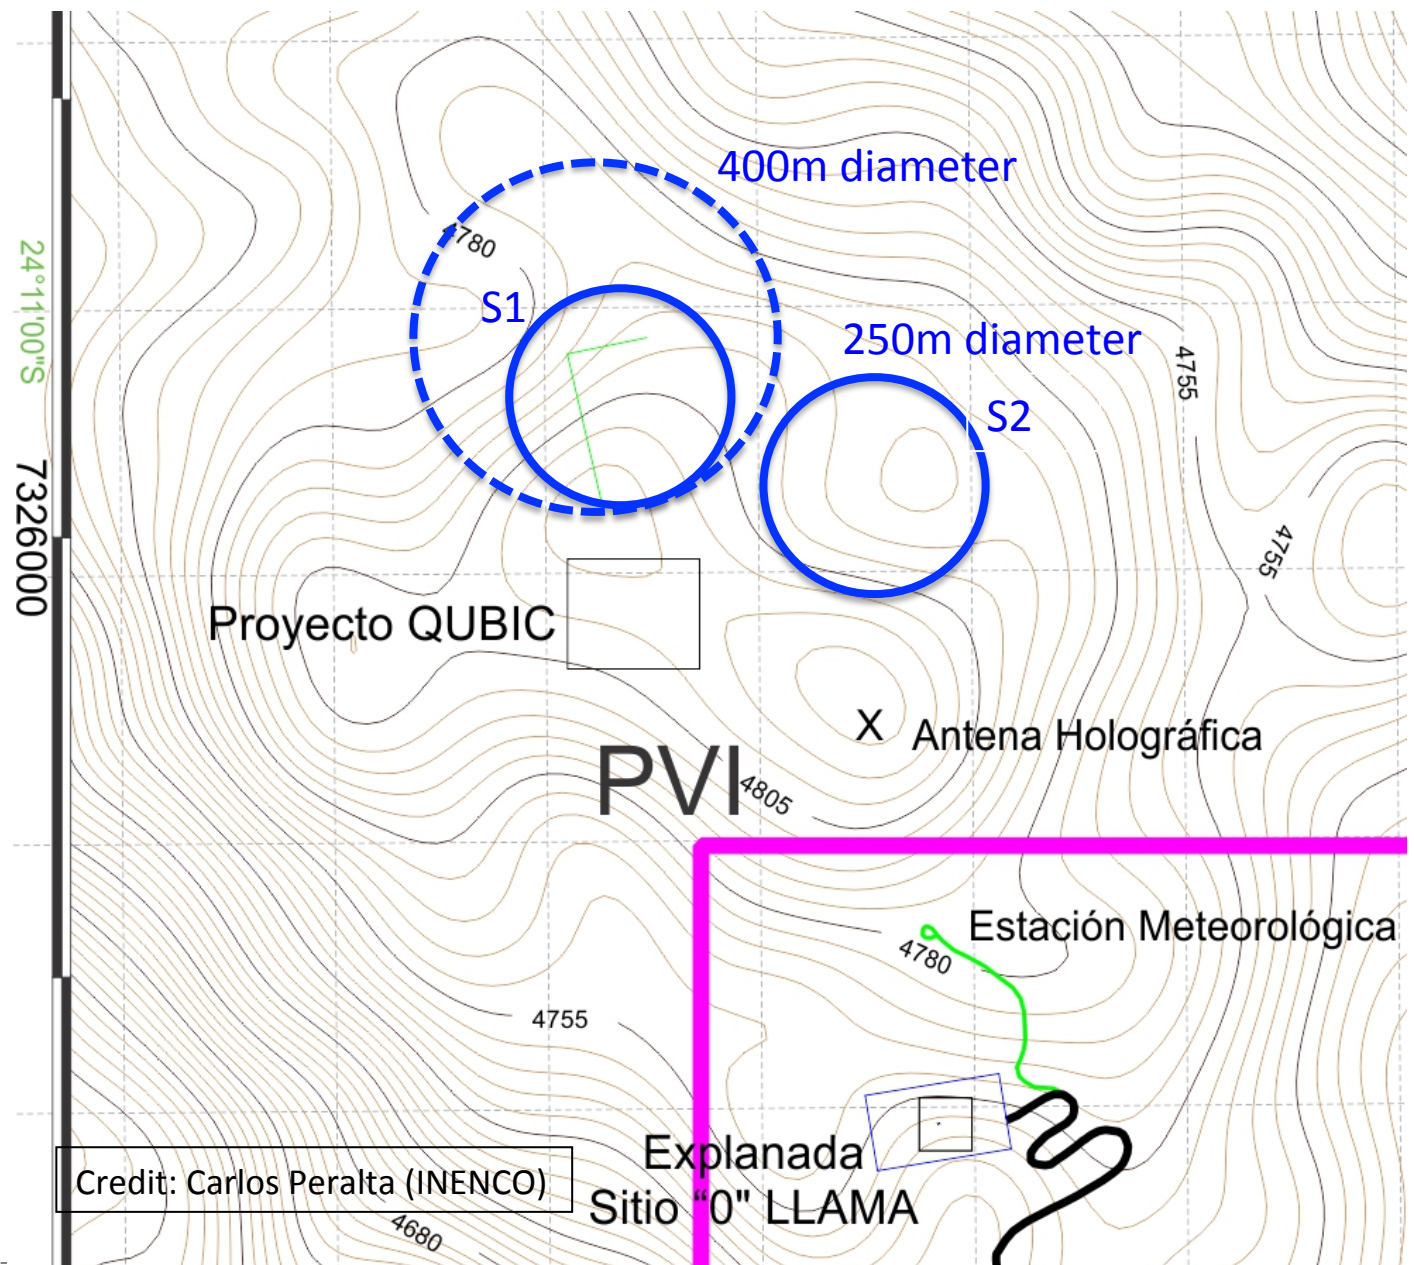 400m diameter
4780
S1
24°11'00"S
250m diameter
4755
S2
7326000
4755
Proyecto QUBIC
X Antena Holográfica
PVI
4805
Estación Meteorológica
4780
4755
Explanada
Sitio "0" LLAMA
Credit: Carlos Peralta (INENCO)
4680